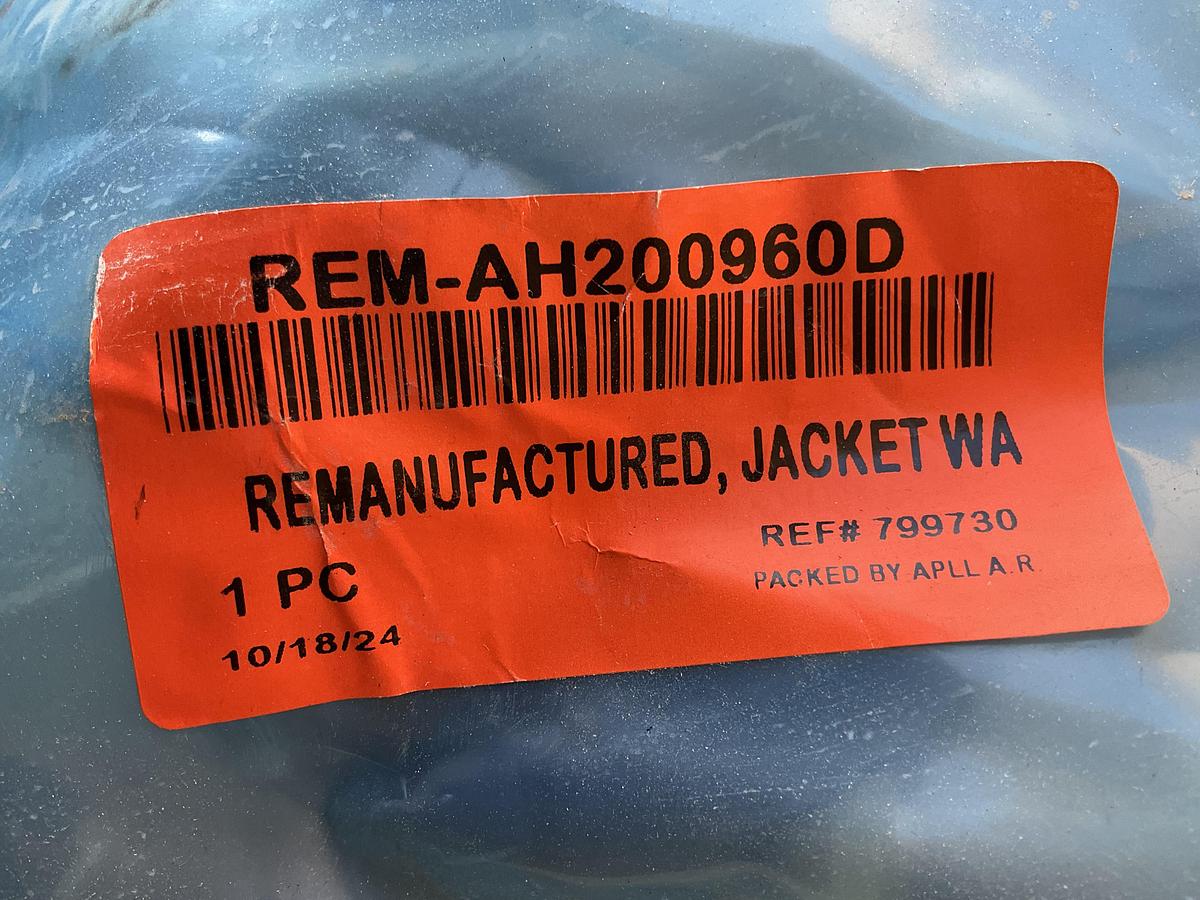 REM-AH200960D
REMANUFACTURED, JACKET WA
REF# 799730
1 PC
PACKED BY APLL A.R.
10/18/24